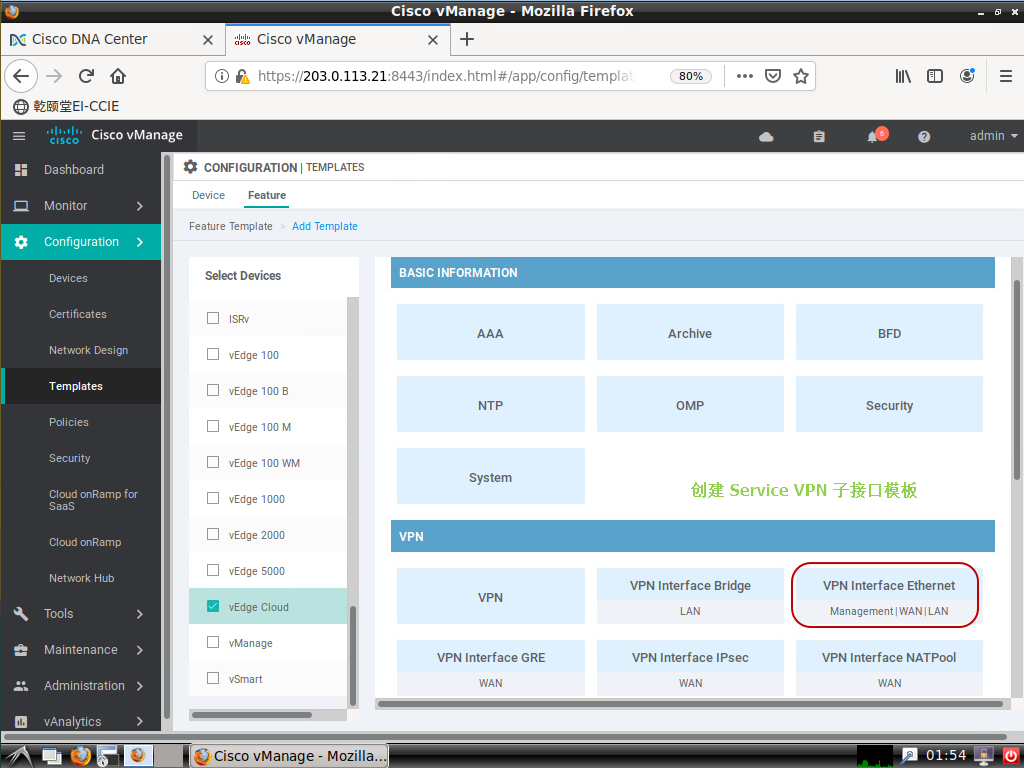 Cisco vManage - Mozilla Firefox
Cisco DNA Center
Cisco vManage
https://203.0.113.21:8443/index.html#/app/config/templat
80%
乾颐堂EI-CCIE
cisco
Cisco vManage
6
admin
Dashboard
Monitor
Configuration
Devices
Certificates
Network Design
Templates
Policies
Security
Cloud onRamp for
SaaS
Cloud onRamp
Network Hub
Tools
Maintenance
Administration
vAnalytics
CONFIGURATION | TEMPLATES
Device
Feature
Feature Template > Add Template
Select Devices
ISRv
vEdge 100
vEdge 100 B
vEdge 100 M
vEdge 100 WM
vEdge 1000
vEdge 2000
vEdge 5000
vEdge Cloud
vManage
vSmart
BASIC INFORMATION
AAA
Archive
BFD
NTP
OMP
Security
System
创建 Service VPN 子接口模板
VPN
VPN
VPN Interface Bridge
LAN
VPN Interface Ethernet
Management | WAN | LAN
VPN Interface GRE
WAN
VPN Interface IPsec
WAN
VPN Interface NATPool
WAN
Cisco vManage - Mozilla...
01:54